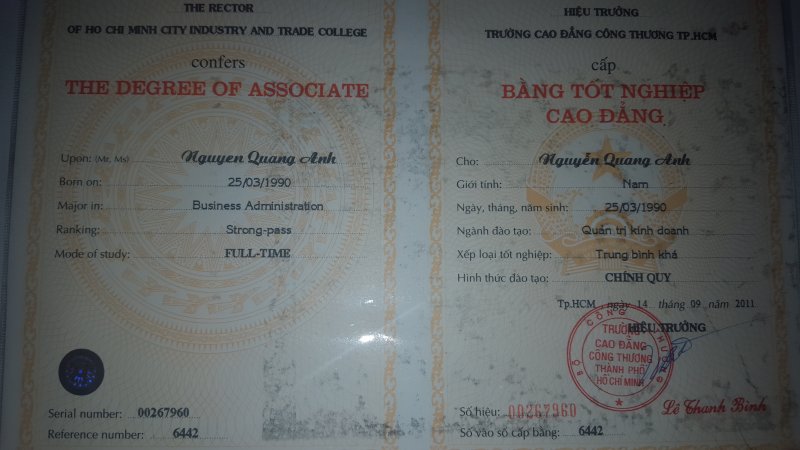 THE RECTOR
OF HO CHI MINH CITY INDUSTRY AND TRADE COLLEGE
confers
THE DEGREE OF ASSOCIATE
Upon: (Mr, Ms) Nguyen Quang Anh
Born on: 25/03/1990
Major in: Business Administration
Ranking: Strong-pass
Mode of study: FULL-TIME
Serial number: 00267960
Reference number: 6442
HIỆU TRƯỞNG
TRƯỜNG CAO ĐẲNG CÔNG THƯƠNG TP.HCM
cấp
BẰNG TỐT NGHIỆP
CAO ĐẲNG
Cho: Nguyễn Quang Anh
Giới tính: Nam
Ngày, tháng, năm sinh: 25/03/1990
Ngành đào tạo: Quản trị kinh doanh
Xếp loại tốt nghiệp: Trung bình khá
Hình thức đào tạo: CHÍNH QUY
Tp.HCM ngày 14 tháng 09 năm 2011
HIỆU TRƯỞNG
BỘ CÔNG THƯƠNG
TRƯỜNG
CAO ĐẲNG
CÔNG THƯƠNG
THÀNH PHỐ
HỒ CHÍ MINH
Lê Thanh Bình
Số hiệu: 00267960
Số vào sổ cấp bằng: 6442